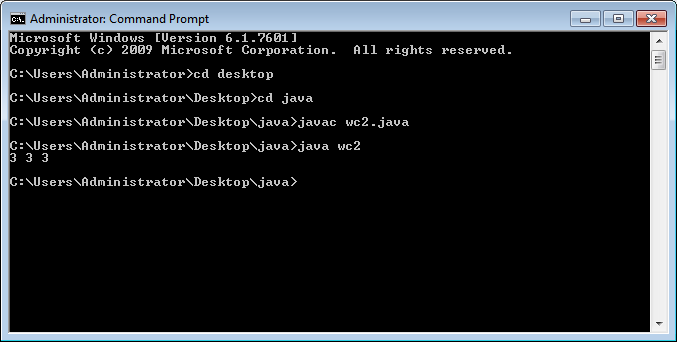 Administrator: Command Prompt
Microsoft Windows [Version 6.1.7601]
Copyright (c) 2009 Microsoft Corporation.  All rights reserved.
C:\Users\Administrator>cd desktop
C:\Users\Administrator\Desktop>cd java
C:\Users\Administrator\Desktop\java>javac wc2.java
C:\Users\Administrator\Desktop\java>java wc2
3 3 3
C:\Users\Administrator\Desktop\java>